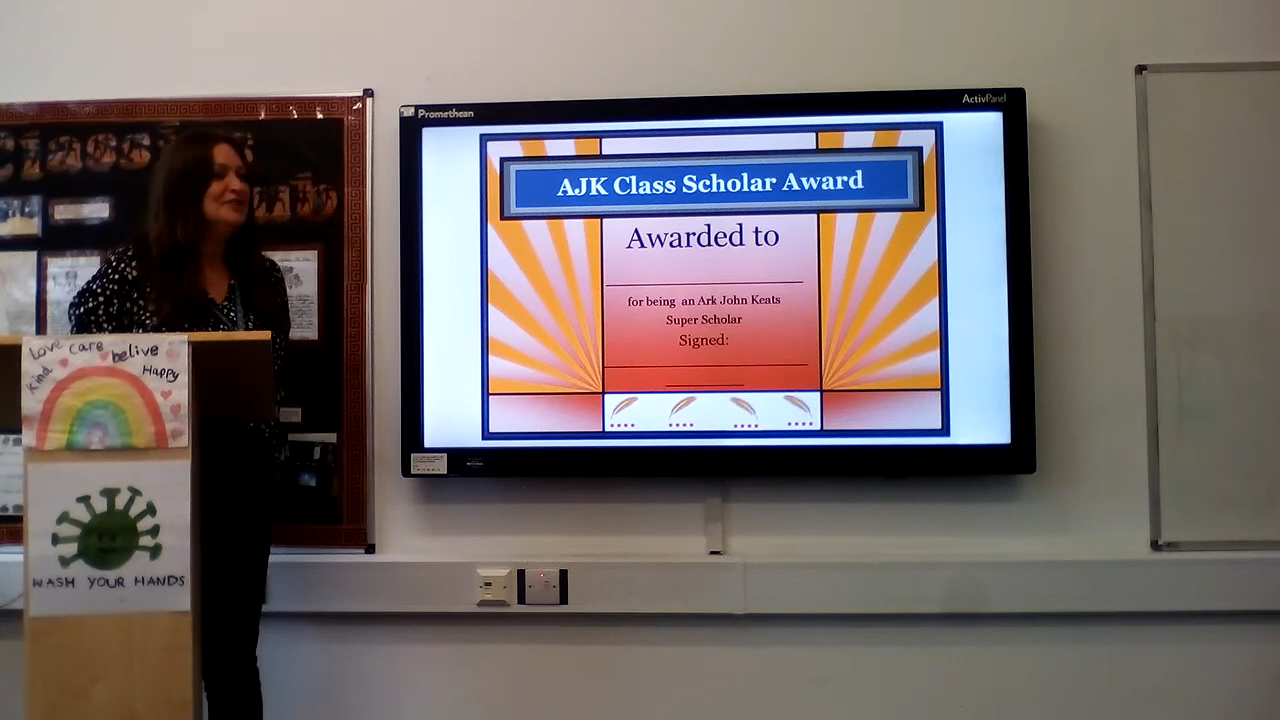 Promethean
ActivPanel
AJK Class Scholar Award
Awarded to
for being an Ark John Keats
Super Scholar
Signed:
Love care belive
Kind Happy
WASH YOUR HANDS